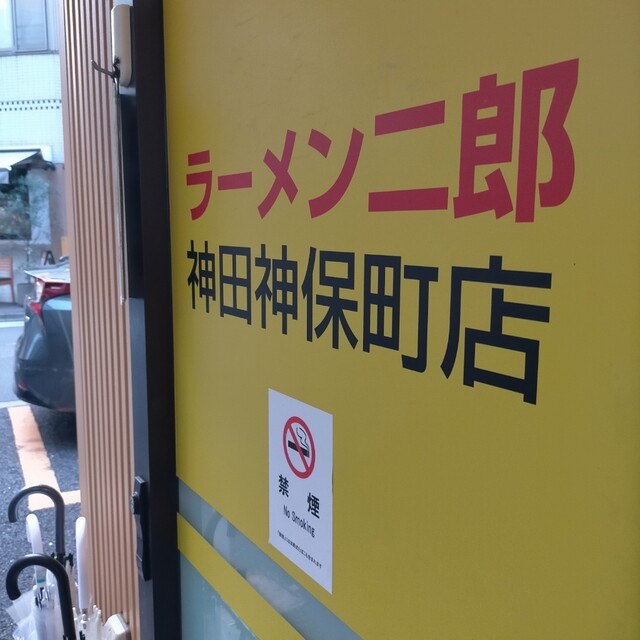 ラーメン二郎
神田神保町店
禁煙
No Smoking